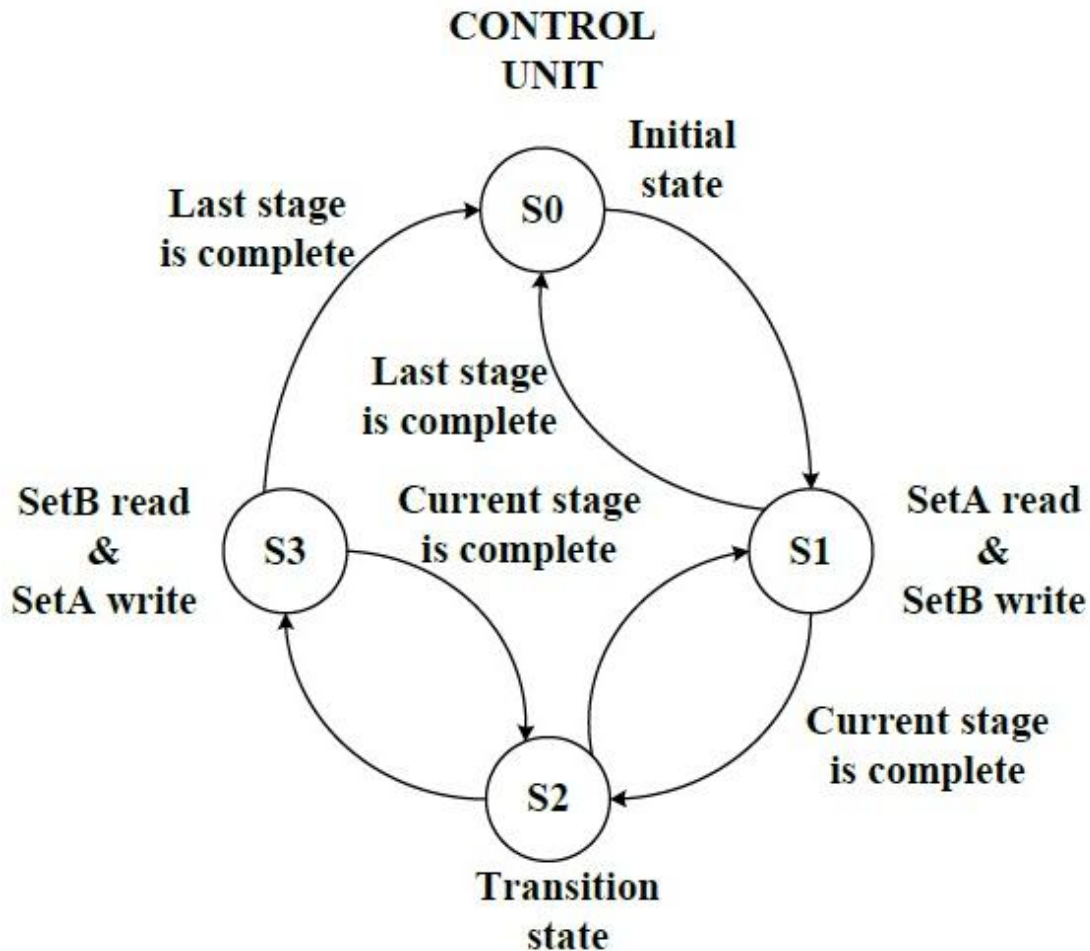 CONTROL
UNIT
Initial
state
S0
Last stage
is complete
Last stage
is complete
SetB read
&
SetA write
S3
Current stage
is complete
S1
SetA read
&
SetB write
Current stage
is complete
S2
Transition
state